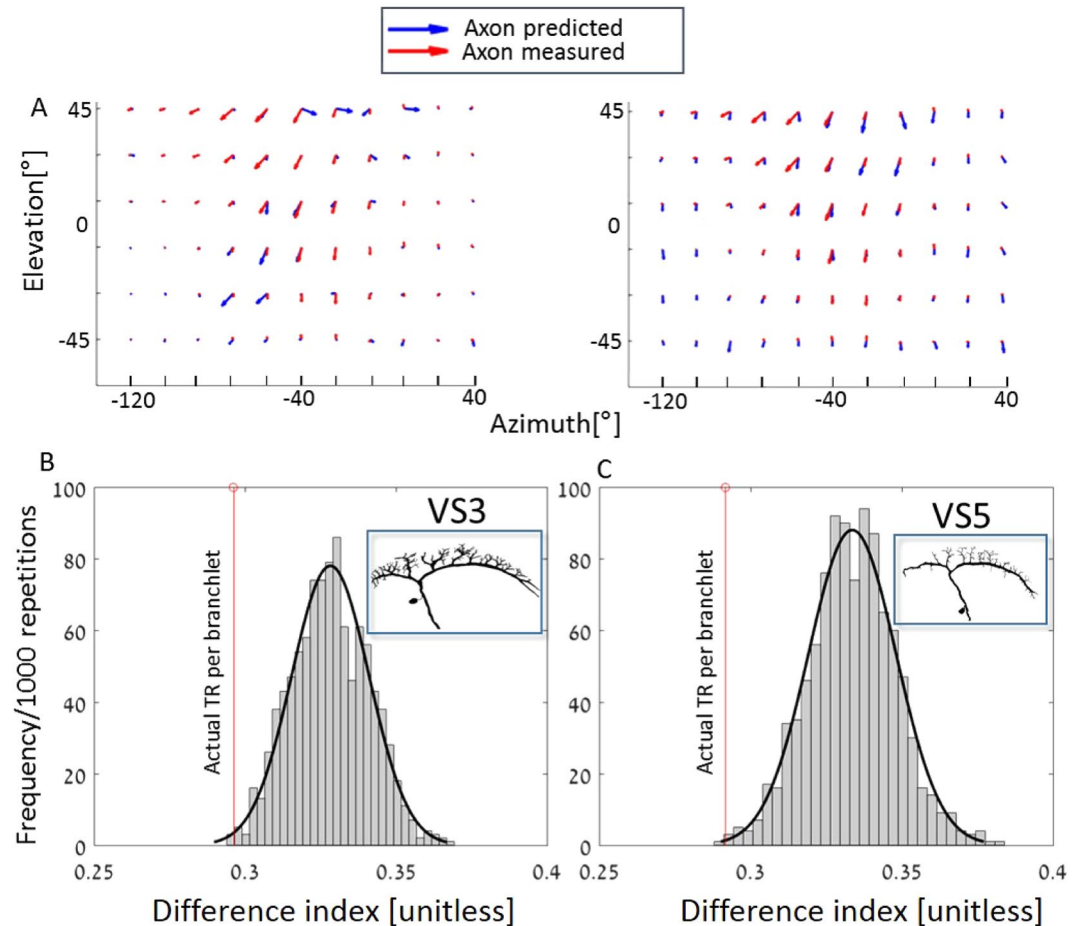 Axon predicted
Axon measured
A
45
0
-45
Elevation[°]
-120
-40
40
45
0
-45
-120
-40
40
Azimuth[°]
B
100
80
60
40
20
0
Frequency/1000 repetitions
Actual TR per branchlet
VS3
0.25
0.3
0.35
0.4
Difference index [unitless]
C
100
80
60
40
20
0
Actual TR per branchlet
VS5
0.25
0.3
0.35
0.4
Difference index [unitless]